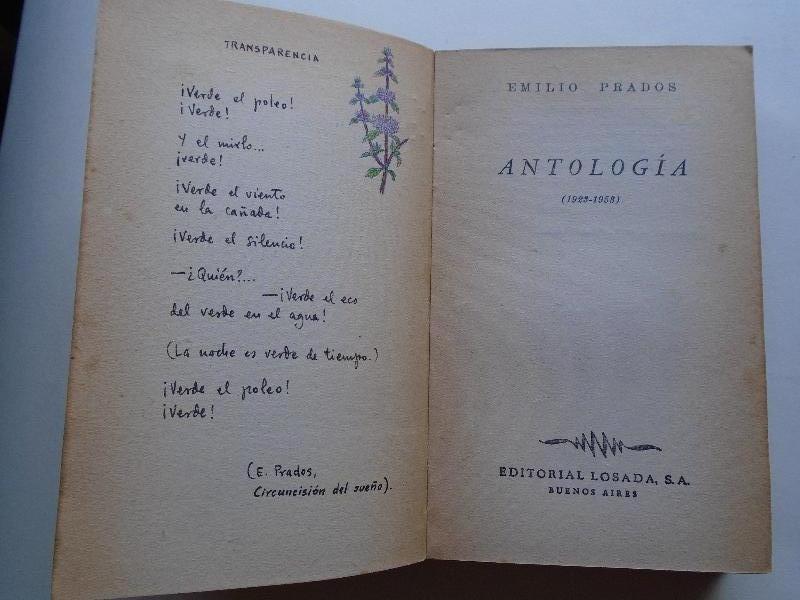 TRANSPARENCIA
¡Verde el poleo!
¡Verde!
Y el mirlo...
¡verde!
¡Verde el viento
en la cañada!
¡Verde el silencio!
—¿Quién?...
—¡Verde el eco
del verde en el agua!
(La noche es verde de tiempo.)
¡Verde el poleo!
¡Verde!
(E. Prados,
Circuncisión del sueño).
EMILIO PRADOS
ANTOLOGÍA
(1923-1953)
EDITORIAL LOSADA, S.A.
BUENOS AIRES